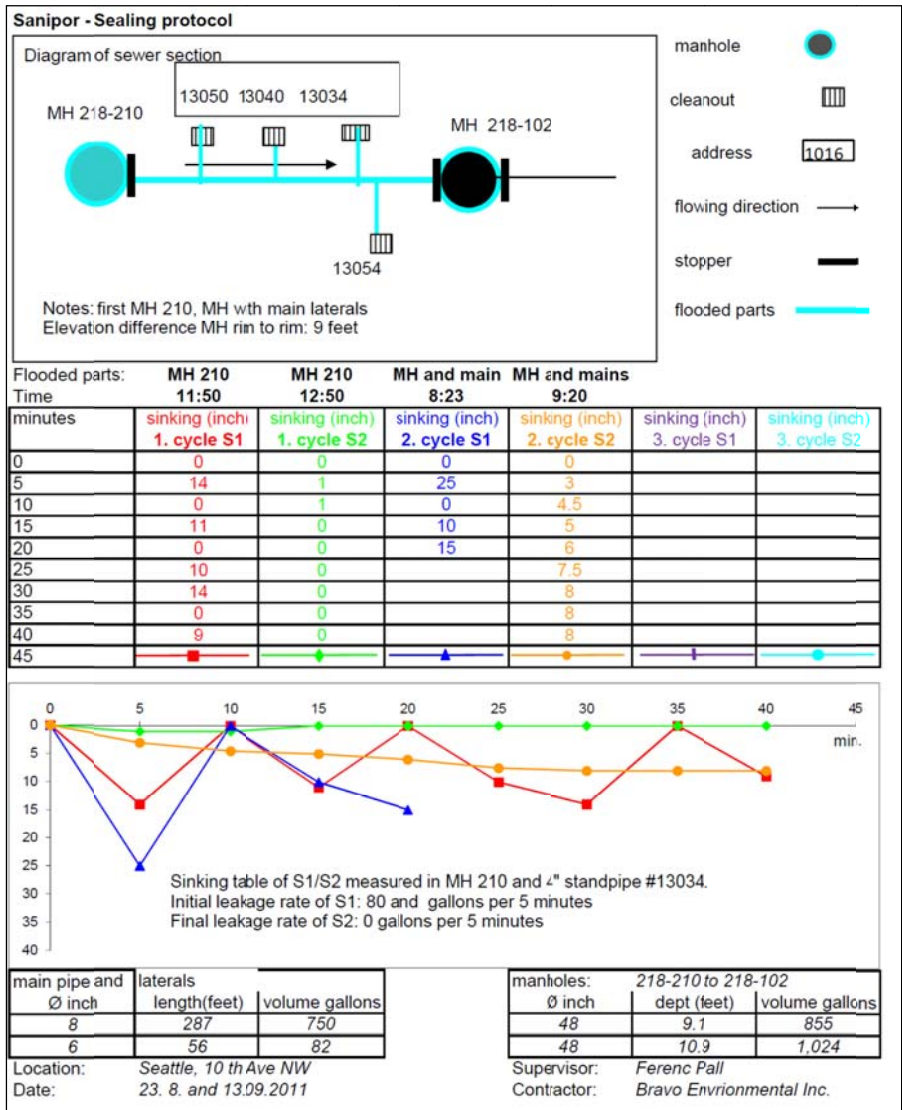 Sanipor - Sealing protocol
Diagram of sewer section
13050 13040 13034
MH 218-210
MH 218-102
13054
Notes: first MH 210, MH wth main laterals
Elevation difference MH rim to rim: 9 feet
manhole
cleanout
address 1016
flowing direction
stopper
flooded parts
Flooded parts: MH 210 MH 210 MH and main MH and mains
Time 11:50 12:50 8:23 9:20
minutes sinking (inch) sinking (inch) sinking (inch) sinking (inch) sinking (inch) sinking (inch)
1. cycle S1 1. cycle S2 2. cycle S1 2. cycle S2 3. cycle S1 3. cycle S2
0 0 0 0 0
5 14 1 25 3
10 0 1 0 4.5
15 11 0 10 5
20 0 0 15 6
25 10 0 7.5
30 14 0 8
35 0 0 8
40 9 0 8
45
0 5 10 15 20 25 30 35 40 45
min.
0
5
10
15
20
25
30
35
40
Sinking table of S1/S2 measured in MH 210 and 4" standpipe #13034.
Initial leakage rate of S1: 80 and gallons per 5 minutes
Final leakage rate of S2: 0 gallons per 5 minutes
main pipe and laterals
Ø inch length(feet) volume gallons
8 287 750
6 56 82
manholes: 218-210 to 218-102
Ø inch dept (feet) volume gallons
48 9.1 855
48 10.9 1,024
Location: Seattle, 10 th Ave NW
Date: 23. 8. and 13.09.2011
Supervisor: Ferenc Pall
Contractor: Bravo Envrionmental Inc.